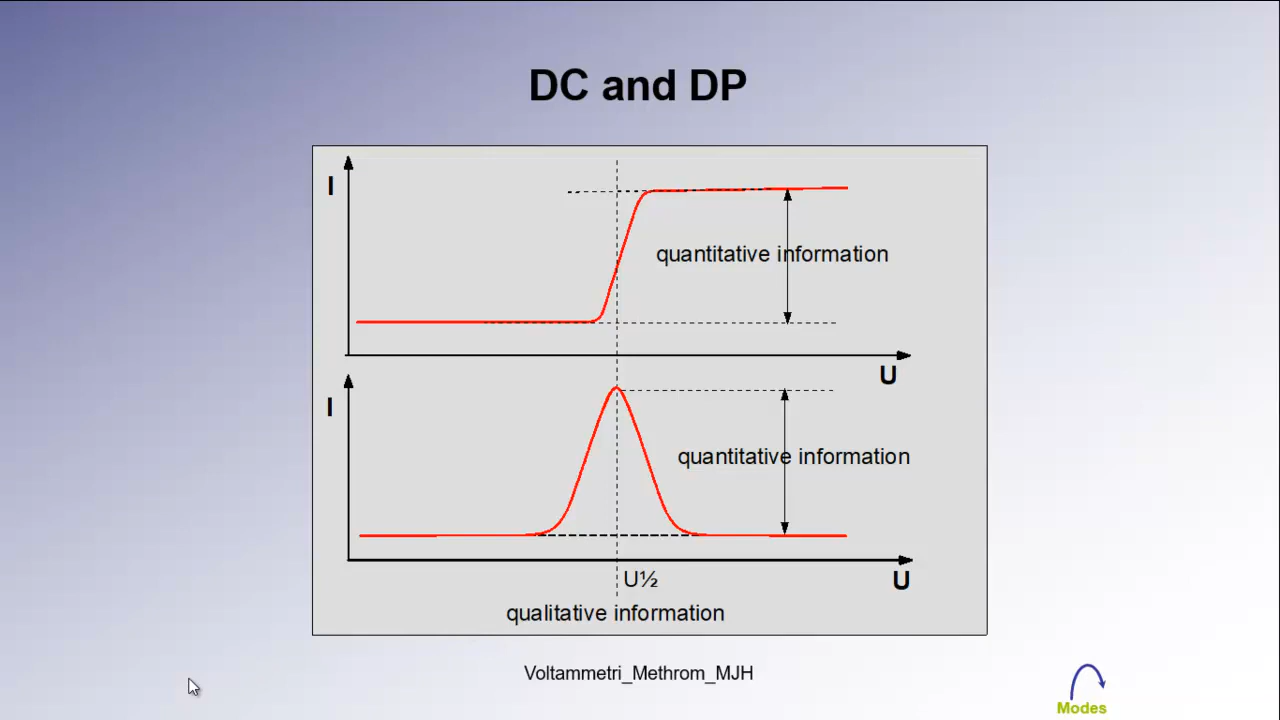 DC and DP
I
quantitative information
U
I
quantitative information
U½
U
qualitative information
Voltammetri_Methrom_MJH
Modes